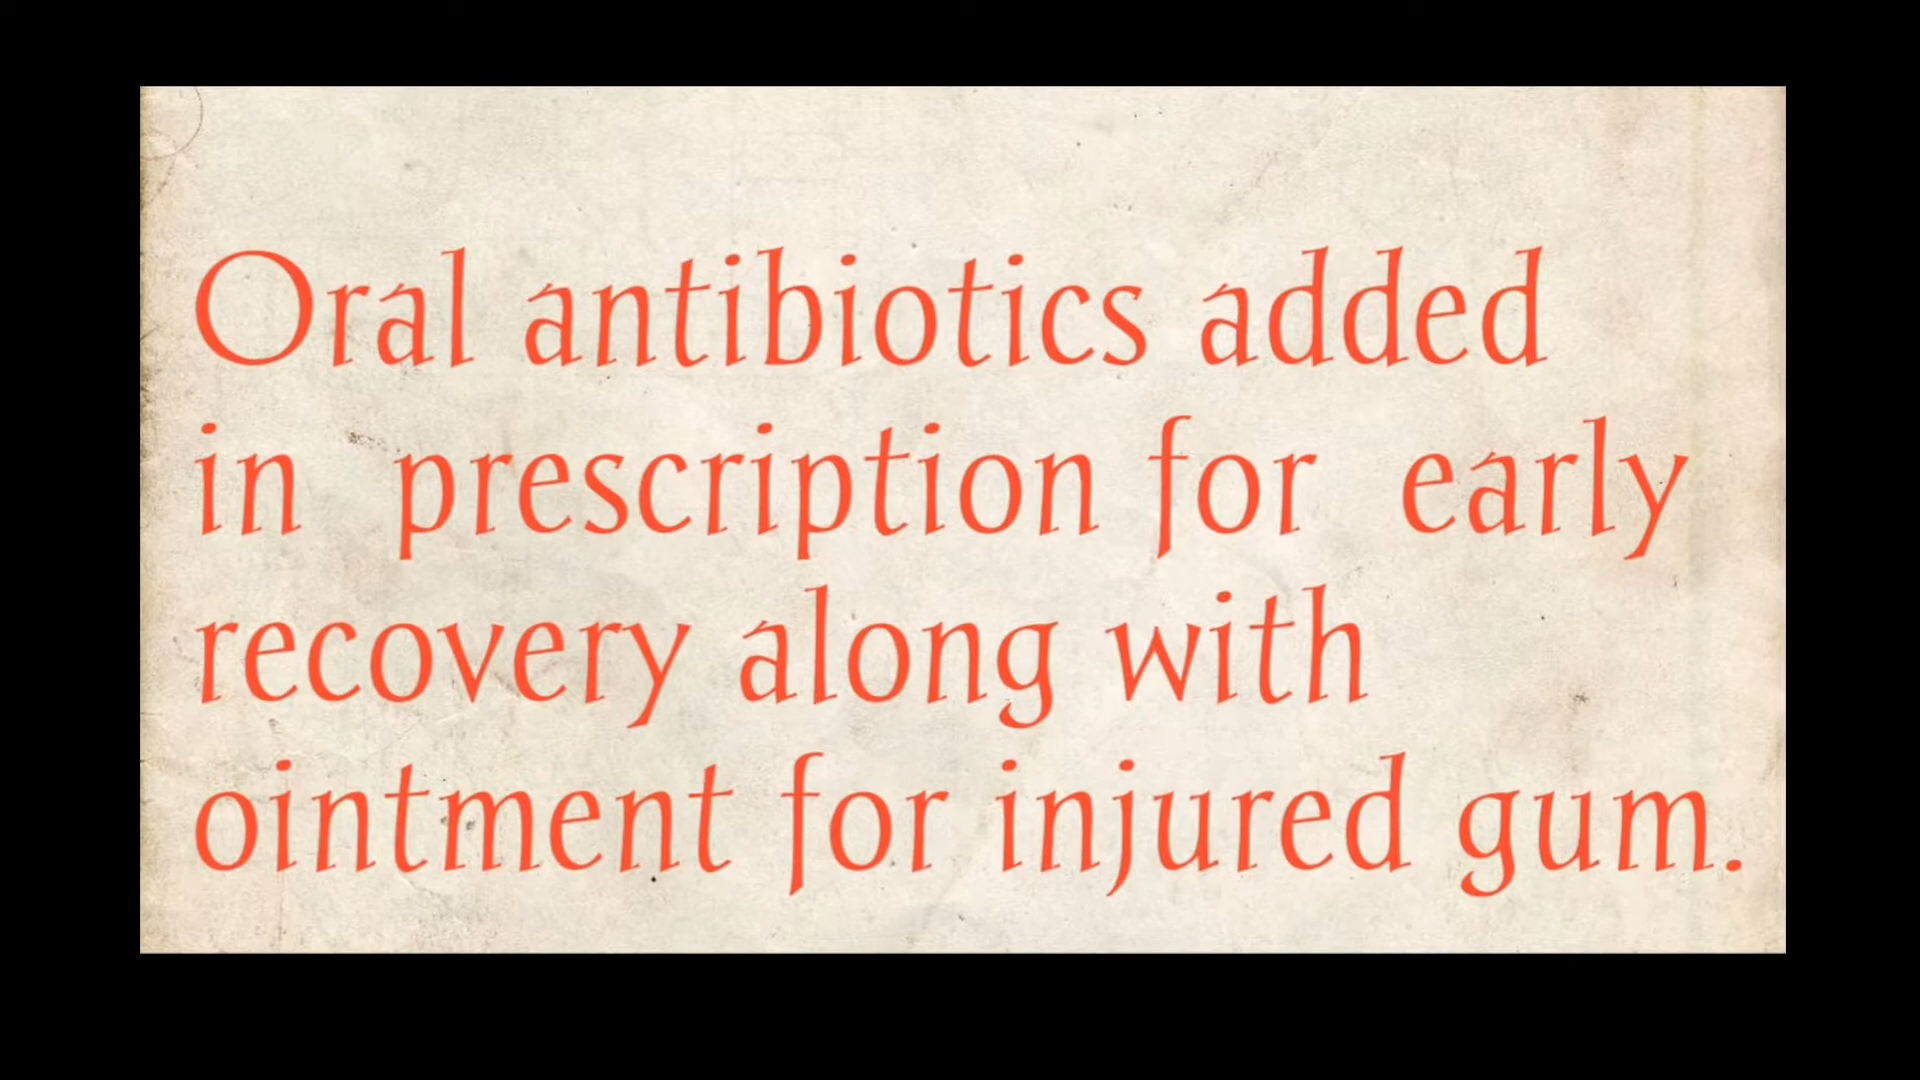 Oral antibiotics added
in prescription for early
recovery along with
ointment for injured gum.